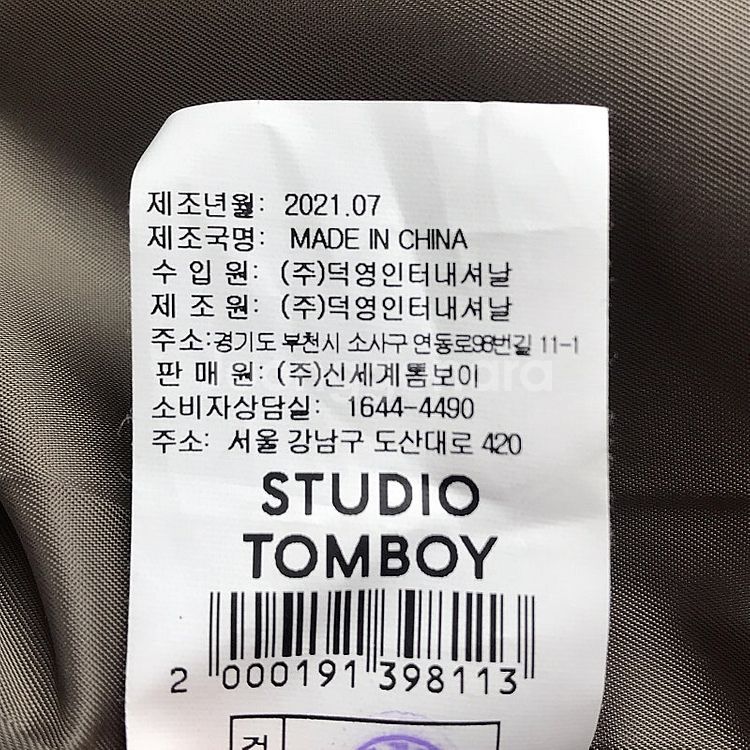 제조년월: 2021.07
제조국명: MADE IN CHINA
수 입 원: (주)덕영인터내셔날
제 조 원: (주)덕영인터내셔날
주소:경기도 부천시 소사구 연동로98번길 11-1
판 매 원: (주)신세계톰보이
소비자상담실: 1644-4490
주소: 서울 강남구 도산대로 420
STUDIO
TOMBOY
2 000191 398113